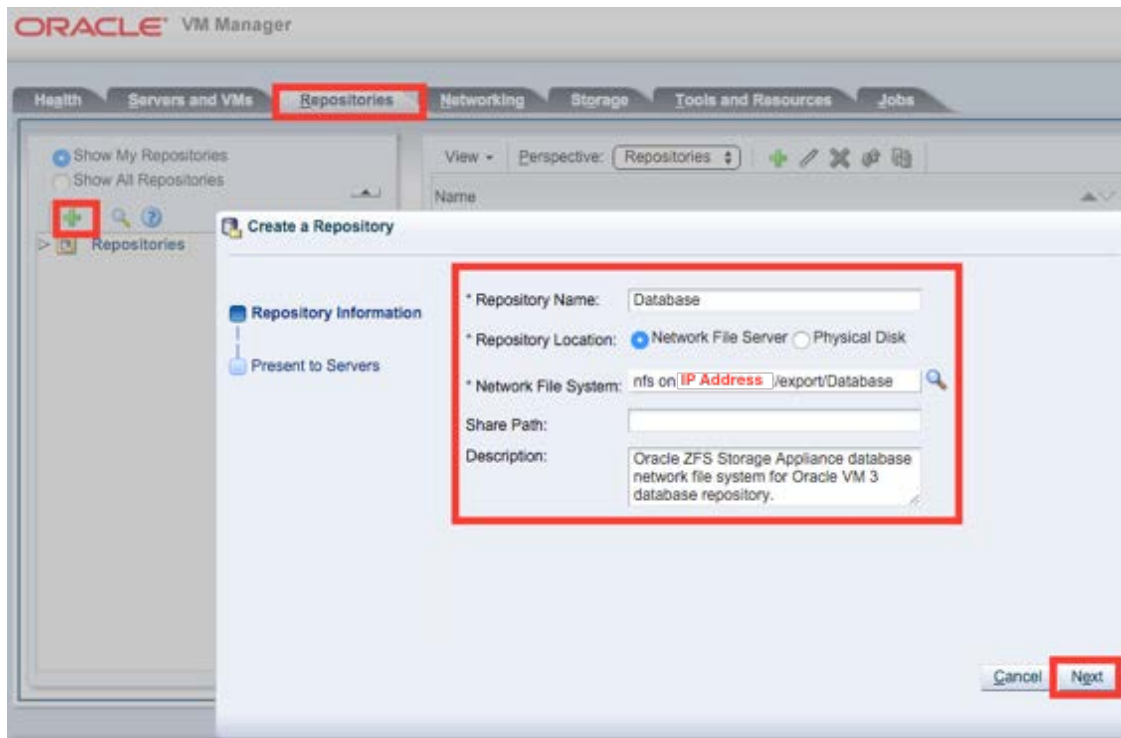 ORACLE VM Manager
Health Servers and VMs Repositories Networking Storage Tools and Resources Jobs
Show My Repositories
Show All Repositories
Repositories
View Perspective: Repositories
Name
Create a Repository
Repository Information
Present to Servers
* Repository Name: Database
* Repository Location: Network File Server Physical Disk
* Network File System: nfs on IP Address /export/Database
Share Path:
Description: Oracle ZFS Storage Appliance database
network file system for Oracle VM 3
database repository.
Cancel Next